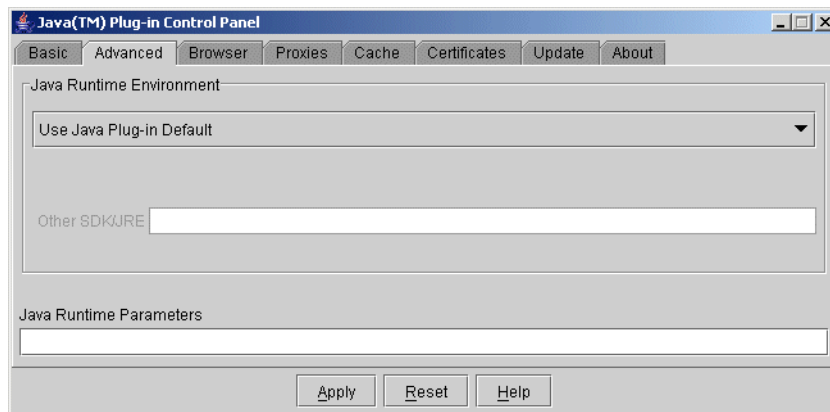 Java(TM) Plug-in Control Panel
Basic Advanced Browser Proxies Cache Certificates Update About
Java Runtime Environment
Use Java Plug-in Default
Other SDK/JRE
Java Runtime Parameters
Apply Reset Help